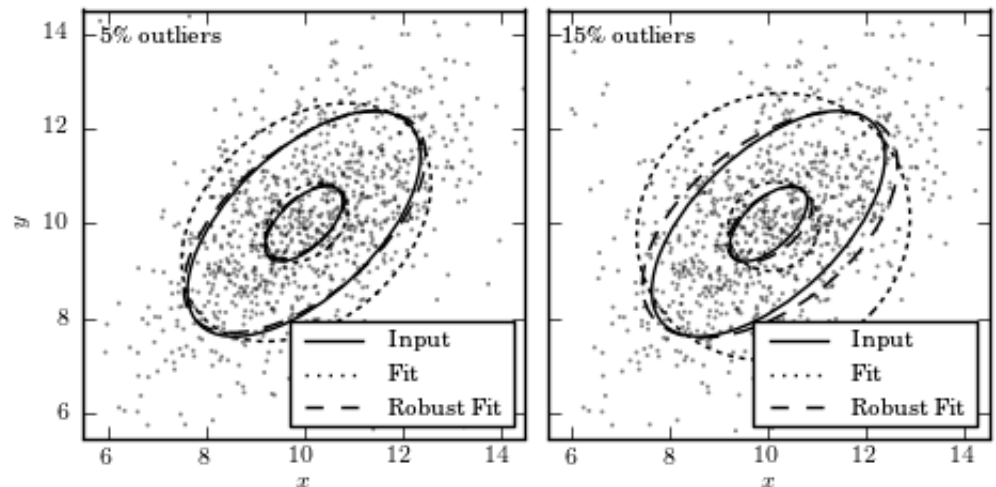 5% outliers
15% outliers
14
12
10
8
6
y
Input
Fit
Robust Fit
Input
Fit
Robust Fit
6 8 10 12 14
6 8 10 12 14
x
x